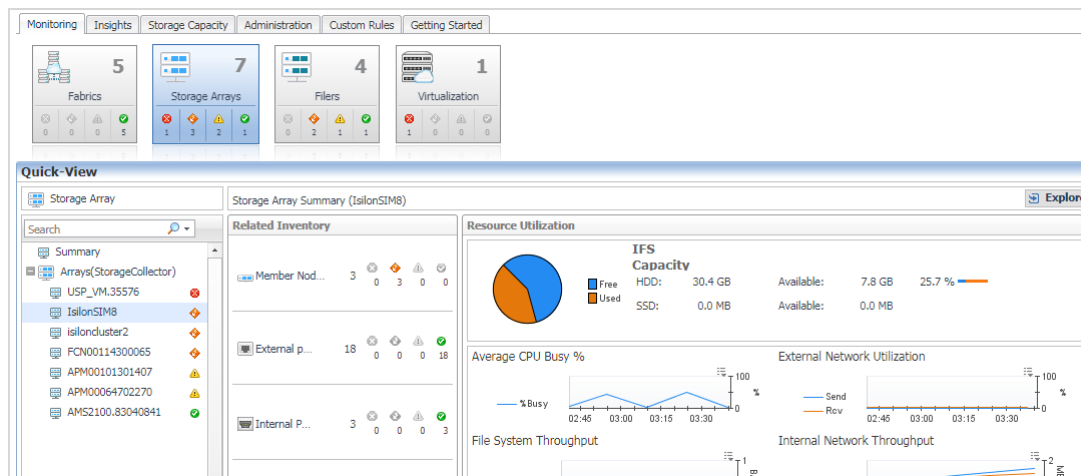 Monitoring Insights Storage Capacity Administration Custom Rules Getting Started
5 7 4 1
Fabrics Storage Arrays Filers Virtualization
0 0 0 5 1 3 2 1 0 2 1 1 1 0 0 0
Quick-View
Storage Array
Storage Array Summary (IsilonSIM8)
Explore
Search
Summary
Arrays(StorageCollector)
USP_VM.35576
IsilonSIM8
isiloncluster2
FCN00114300065
APM00101301407
APM00064702270
AMS2100.83040841
Related Inventory
Member Nod... 3 0 3 0 0
External p... 18 0 0 0 18
Internal P... 3 0 0 0 3
Resource Utilization
Free
Used
IFS
Capacity
HDD: 30.4 GB Available: 7.8 GB 25.7 %
SSD: 0.0 MB Available: 0.0 MB
Average CPU Busy %
%Busy
100
%
0
02:45 03:00 03:15 03:30
External Network Utilization
Send
Rcv
100
%
0
02:45 03:00 03:15 03:30
File System Throughput
1
Internal Network Throughput
2